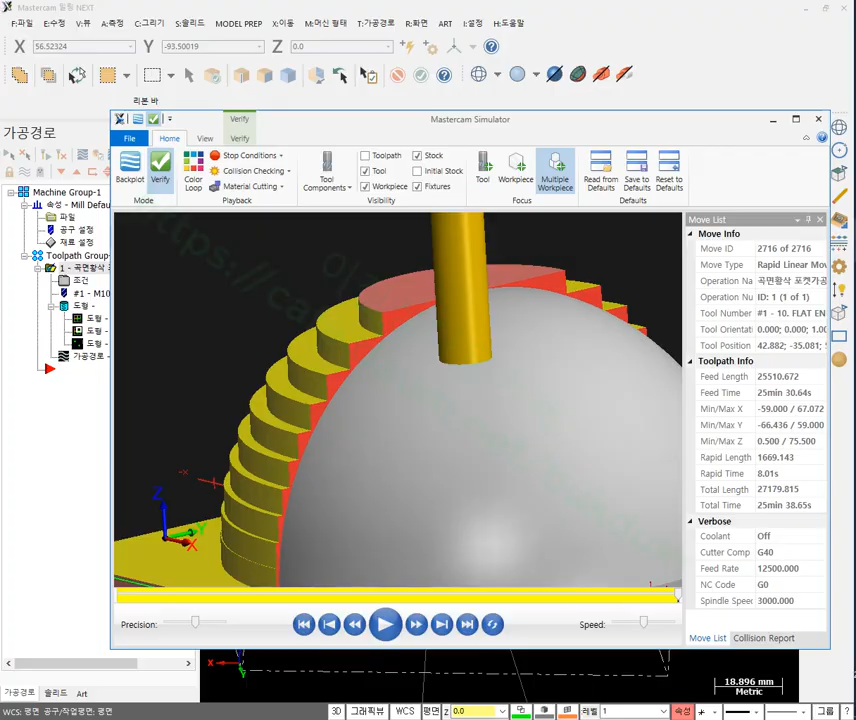 Mastercam 밀링 NEXT
F:파일 E:수정 V:뷰 A:측정 C:그리기 S:솔리드 MODEL PREP X:이동 M:머신 형태 T:가공경로 R:화면 ART I:설정 H:도움말
X 56.52324 Y -93.50019 Z 0.0
리본 바
가공경로
Machine Group-1
속성 - Mill Defau
파일
공구 설정
재료 설정
Toolpath Group-
1 - 곡면황삭
조건
#1 - M10
도형 -
도형 -
도형 -
도형 -
가공경로
Verify
Mastercam Simulator
File Home View Verify
Backplot
Verify
Mode
Color Loop
Stop Conditions
Collision Checking
Material Cutting
Playback
Tool Components
Toolpath Stock
Tool Initial Stock
Workpiece Fixtures
Visibility
Tool
Workpiece
Multiple Workpiece
Focus
Read from Defaults
Save to Defaults
Reset to Defaults
Defaults
Move List
Move Info
Move ID 2716 of 2716
Move Type Rapid Linear Mov
Operation Na 곡면황삭 포켓가공
Operation Nu ID: 1 (1 of 1)
Tool Number #1 - 10. FLAT EN
Tool Orientati 0.000; 0.000; 1.0
Tool Position 42.882; -35.081;
Toolpath Info
Feed Length 25510.672
Feed Time 25min 30.64s
Min/Max X -59.000 / 67.072
Min/Max Y -66.436 / 59.000
Min/Max Z 0.500 / 75.500
Rapid Length 1669.143
Rapid Time 8.01s
Total Length 27179.815
Total Time 25min 38.65s
Verbose
Coolant Off
Cutter Comp G40
Feed Rate 12500.000
NC Code G0
Spindle Speed 3000.000
Move List Collision Report
-x
Z
Y
X
Precision:
Speed:
X
Y
18.896 mm
Metric
가공경로 솔리드 Art
WCS: 평면 공구/작업평면: 평면
3D 그래픽뷰 WCS 평면 Z 0.0 레벨 1 속성 그룹 ?